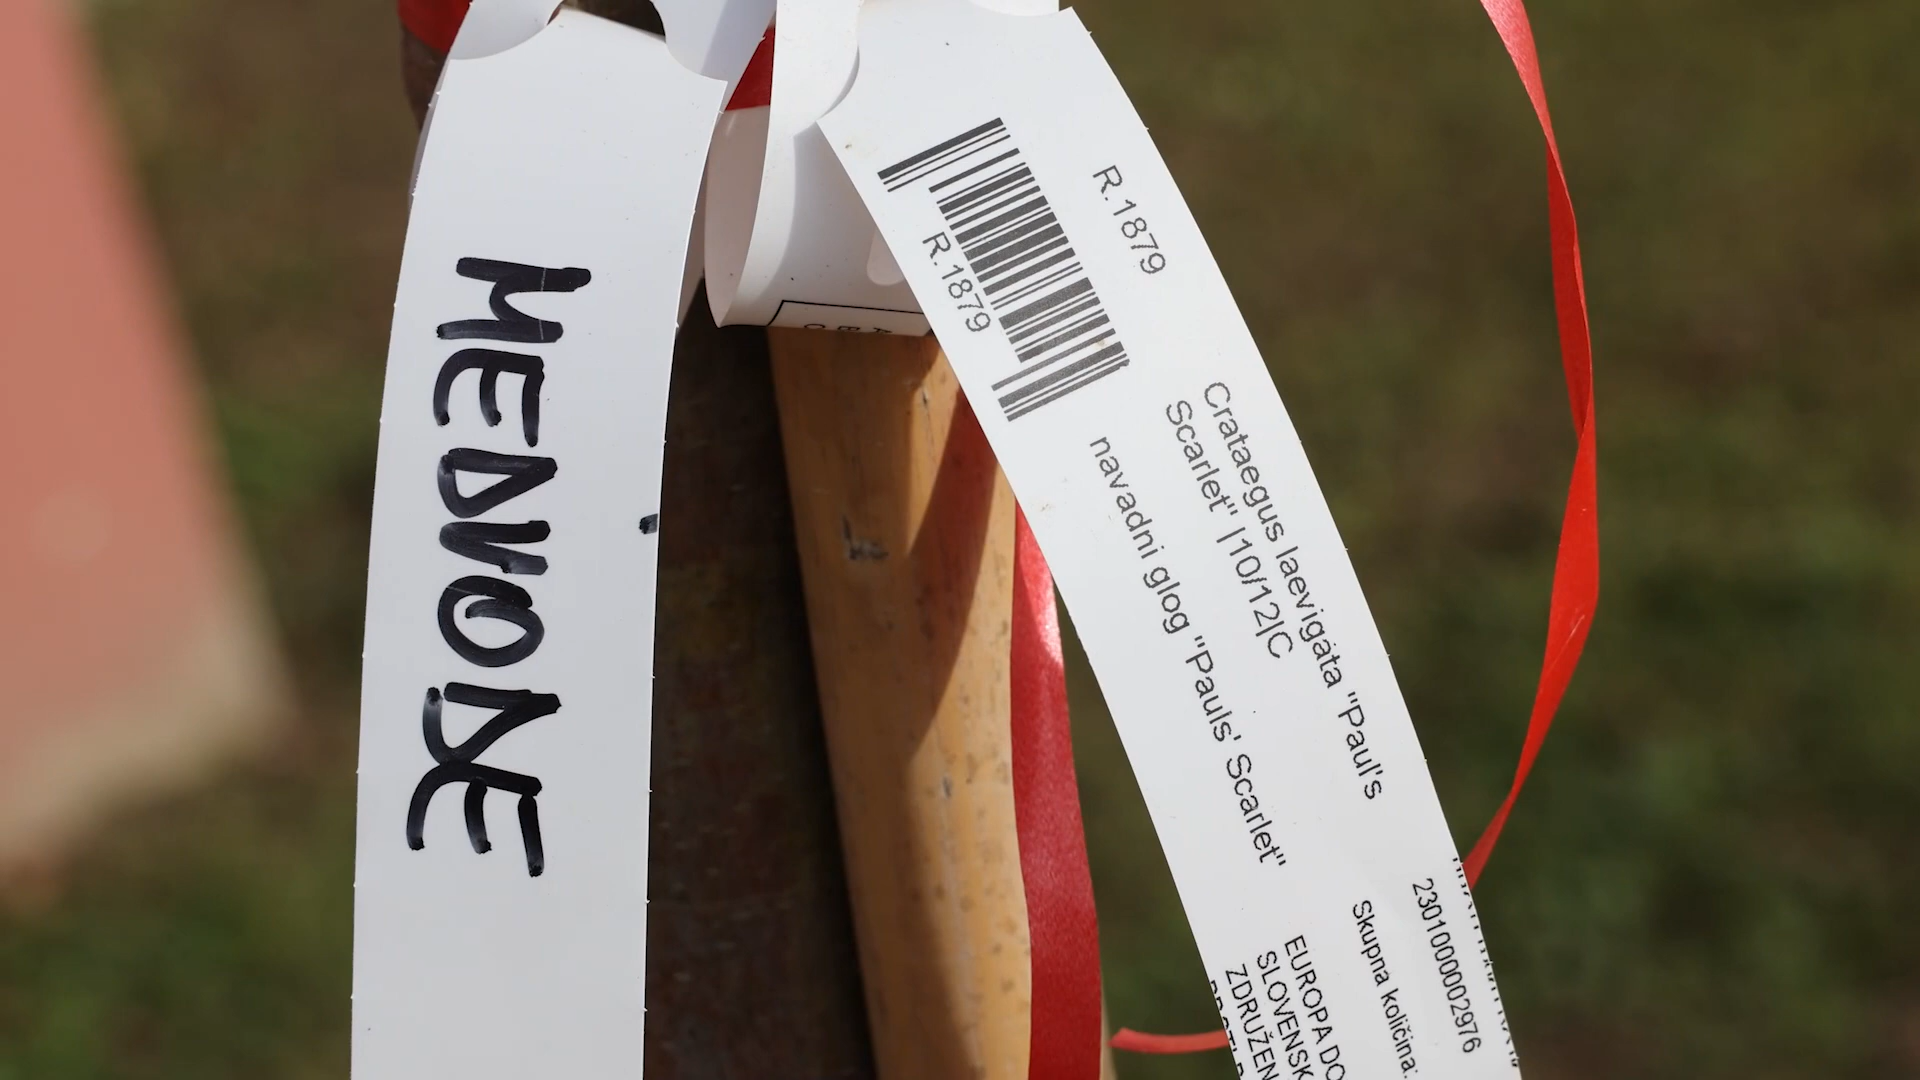 MEDVODE
R.1879
R.1879
Crataegus laevigata "Paul's
Scarlet" |10/12|C
navadni glog "Pauls' Scarlet"
2301000002976
Skupna količina:
EUROPA DO
SLOVENSK
ZDRUŽEN
A
B
C